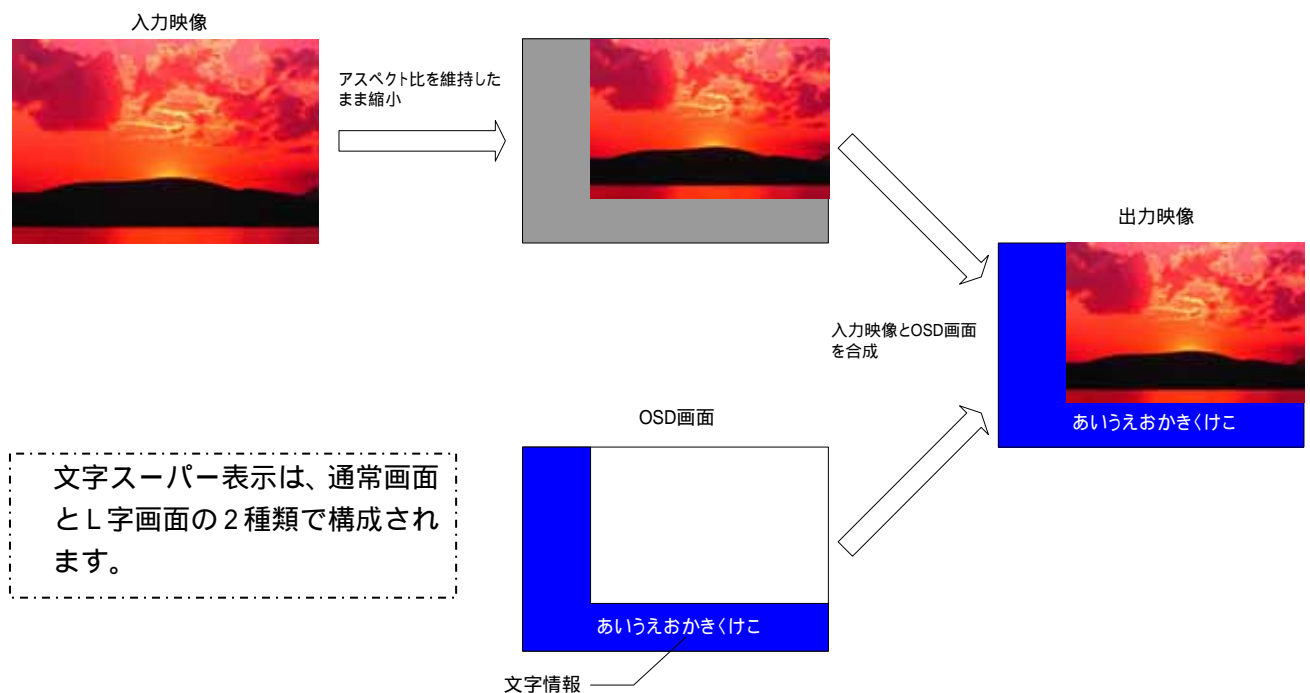 入力映像
アスペクト比を維持した
まま縮小
出力映像
入力映像とOSD画面
を合成
あいうえおかきくけこ
OSD画面
文字スーパー表示は、通常画面
とL字画面の2種類で構成され
ます。
あいうえおかきくけこ
文字情報